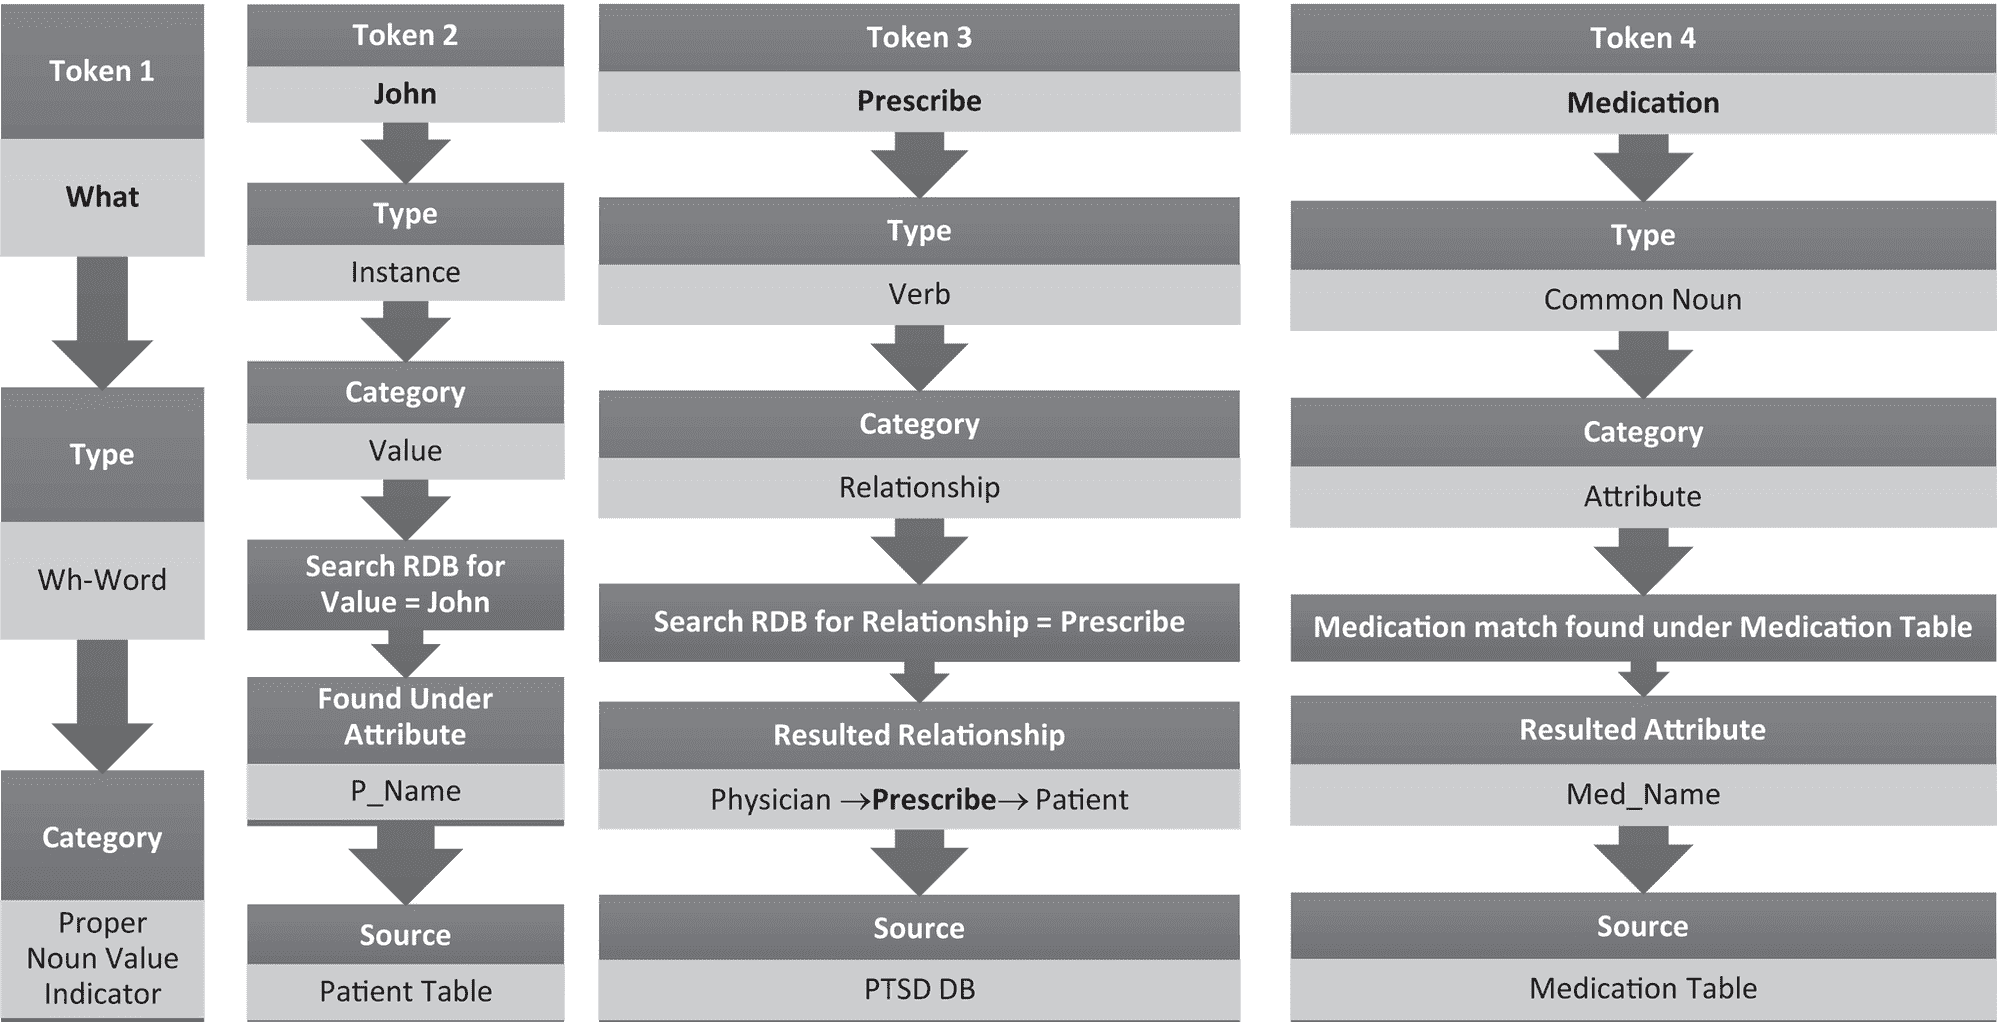 Token 1
What
Type
Wh-Word
Category
Proper
Noun Value
Indicator
Token 2
John
Type
Instance
Category
Value
Search RDB for
Value = John
Found Under
Attribute
P_Name
Source
Patient Table
Token 3
Prescribe
Type
Verb
Category
Relationship
Search RDB for Relationship = Prescribe
Resulted Relationship
Physician →Prescribe→ Patient
Source
PTSD DB
Token 4
Medication
Type
Common Noun
Category
Attribute
Medication match found under Medication Table
Resulted Attribute
Med_Name
Source
Medication Table